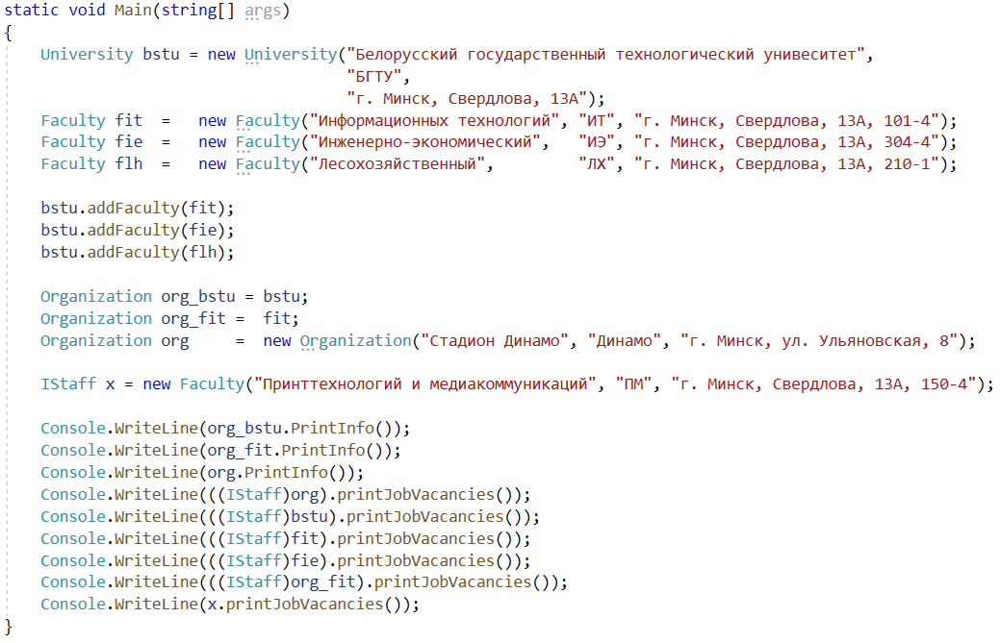 static void Main(string[] args)
{
University bstu = new University("Белорусский государственный технологический унивеситет",
"БГТУ",
"г. Минск, Свердлова, 13А");
Faculty fit = new Faculty("Информационных технологий", "ИТ", "г. Минск, Свердлова, 13А, 101-4");
Faculty fie = new Faculty("Инженерно-экономический", "ИЭ", "г. Минск, Свердлова, 13А, 304-4");
Faculty flh = new Faculty("Лесохозяйственный", "ЛХ", "г. Минск, Свердлова, 13А, 210-1");
bstu.addFaculty(fit);
bstu.addFaculty(fie);
bstu.addFaculty(flh);
Organization org_bstu = bstu;
Organization org_fit = fit;
Organization org = new Organization("Стадион Динамо", "Динамо", "г. Минск, ул. Ульяновская, 8");
IStaff x = new Faculty("Принттехнологий и медиакоммуникаций", "ПМ", "г. Минск, Свердлова, 13А, 150-4");
Console.WriteLine(org_bstu.PrintInfo());
Console.WriteLine(org_fit.PrintInfo());
Console.WriteLine(org.PrintInfo());
Console.WriteLine(((IStaff)org).printJobVacancies());
Console.WriteLine(((IStaff)bstu).printJobVacancies());
Console.WriteLine(((IStaff)fit).printJobVacancies());
Console.WriteLine(((IStaff)fie).printJobVacancies());
Console.WriteLine(((IStaff)org_fit).printJobVacancies());
Console.WriteLine(x.printJobVacancies());
}